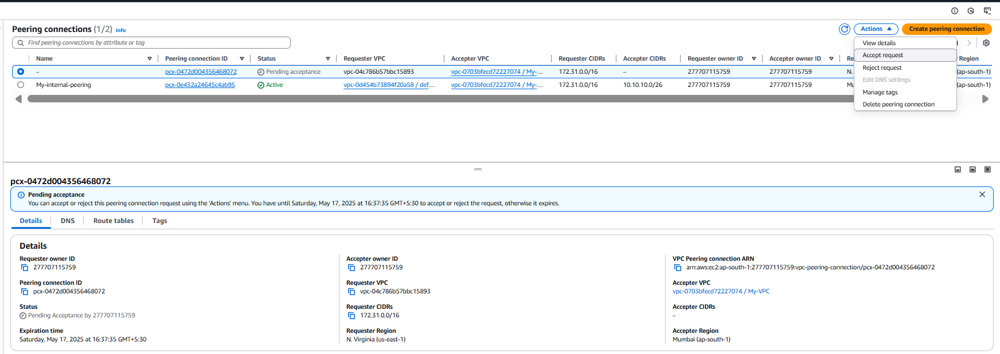 Peering connections (1/2) Info
Actions
Create peering connection
Find peering connections by attribute or tag
View details
Accept request
Reject request
Edit DNS settings
Manage tags
Delete peering connection
Name Peering connection ID Status Requester VPC Accepter VPC Requester CIDRs Accepter CIDRs Requester owner ID Accepter owner ID Re Region
– pcx-0472d004356468072 Pending acceptance vpc-04c786b57bbc15893 vpc-0703bfecd72227074 / My-... 172.31.0.0/16 – 277707115759 277707115759 N. (ap-south-1)
My-internal-peering pcx-0e432a24645c4ab95 Active vpc-0d454b73894f20a58 / def... vpc-0703bfecd72227074 / My-... 172.31.0.0/16 10.10.10.0/26 277707115759 277707115759 Mu (ap-south-1)
pcx-0472d004356468072
Pending acceptance
You can accept or reject this peering connection request using the 'Actions' menu. You have until Saturday, May 17, 2025 at 16:37:35 GMT+5:30 to accept or reject the request, otherwise it expires.
Details DNS Route tables Tags
Details
Requester owner ID
277707115759
Peering connection ID
pcx-0472d004356468072
Status
Pending Acceptance by 277707115759
Expiration time
Saturday, May 17, 2025 at 16:37:35 GMT+5:30
Accepter owner ID
277707115759
Requester VPC
vpc-04c786b57bbc15893
Requester CIDRs
172.31.0.0/16
Requester Region
N. Virginia (us-east-1)
VPC Peering connection ARN
arn:aws:ec2:ap-south-1:277707115759:vpc-peering-connection/pcx-0472d004356468072
Accepter VPC
vpc-0703bfecd72227074 / My-VPC
Accepter CIDRs
–
Accepter Region
Mumbai (ap-south-1)